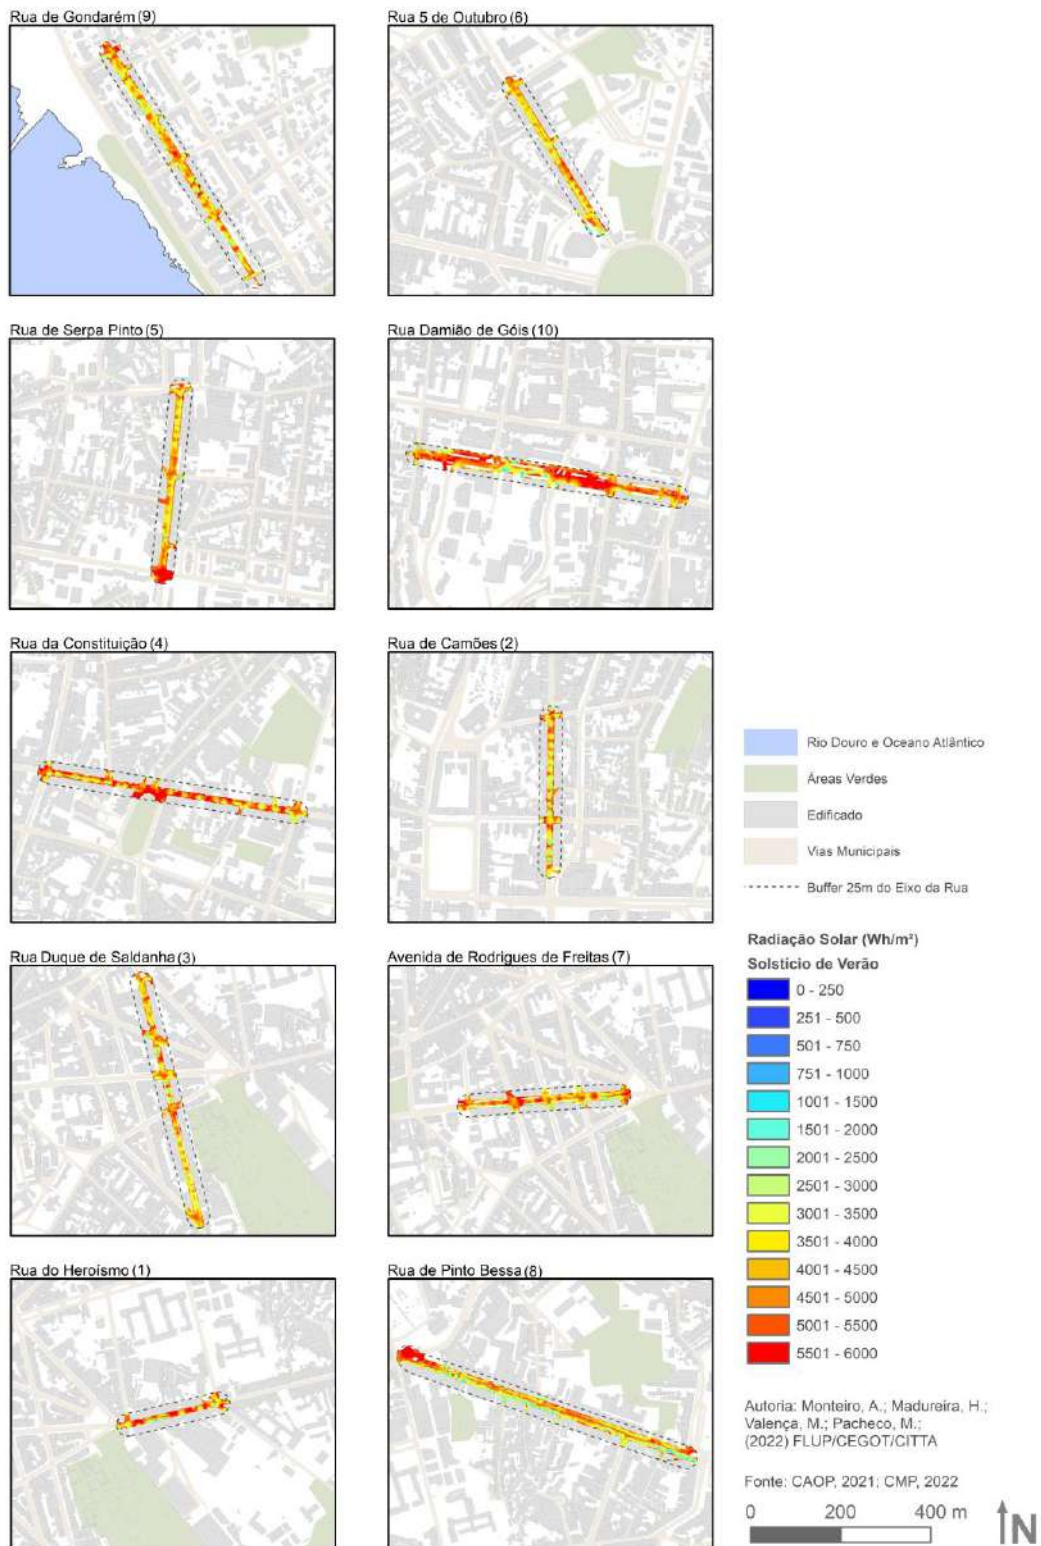 Rua de Gondarém (9)
Rua 5 de Outubro (6)
Rua de Serpa Pinto (5)
Rua Damião de Góis (10)
Rua da Constituição (4)
Rua de Camões (2)
Rua Duque de Saldanha (3)
Avenida de Rodrigues de Freitas (7)
Rua do Heroísmo (1)
Rua de Pinto Bessa (8)
Rio Douro e Oceano Atlântico
Áreas Verdes
Edificado
Vias Municipais
Buffer 25m do Eixo da Rua
Radiação Solar (Wh/m²)
Solstício de Verão
0 - 250
251 - 500
501 - 750
751 - 1000
1001 - 1500
1501 - 2000
2001 - 2500
2501 - 3000
3001 - 3500
3501 - 4000
4001 - 4500
4501 - 5000
5001 - 5500
5501 - 6000
Autoria: Monteiro, A.; Madureira, H.;
Valença, M.; Pacheco, M.;
(2022) FLUP/CEGOT/CITTA
Fonte: CAOP, 2021; CMP, 2022
0 200 400 m
N